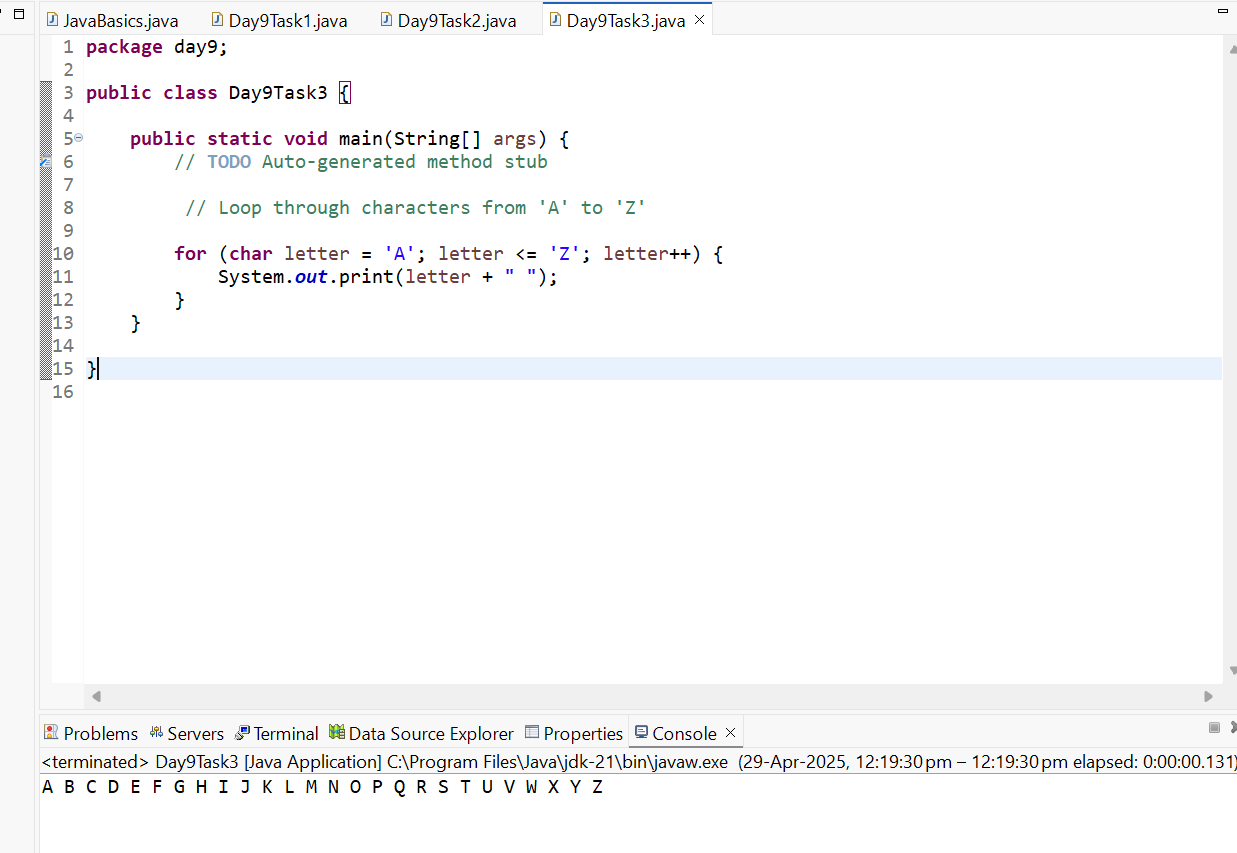 JavaBasics.java Day9Task1.java Day9Task2.java Day9Task3.java
1 package day9;
2
3 public class Day9Task3 {
4
5 public static void main(String[] args) {
6 // TODO Auto-generated method stub
7
8 // Loop through characters from 'A' to 'Z'
9
10 for (char letter = 'A'; letter <= 'Z'; letter++) {
11 System.out.print(letter + " ");
12 }
13 }
14
15 }
16
Problems Servers Terminal Data Source Explorer Properties Console
<terminated> Day9Task3 [Java Application] C:\Program Files\Java\jdk-21\bin\javaw.exe (29-Apr-2025, 12:19:30 pm – 12:19:30 pm elapsed: 0:00:00.131)
A B C D E F G H I J K L M N O P Q R S T U V W X Y Z